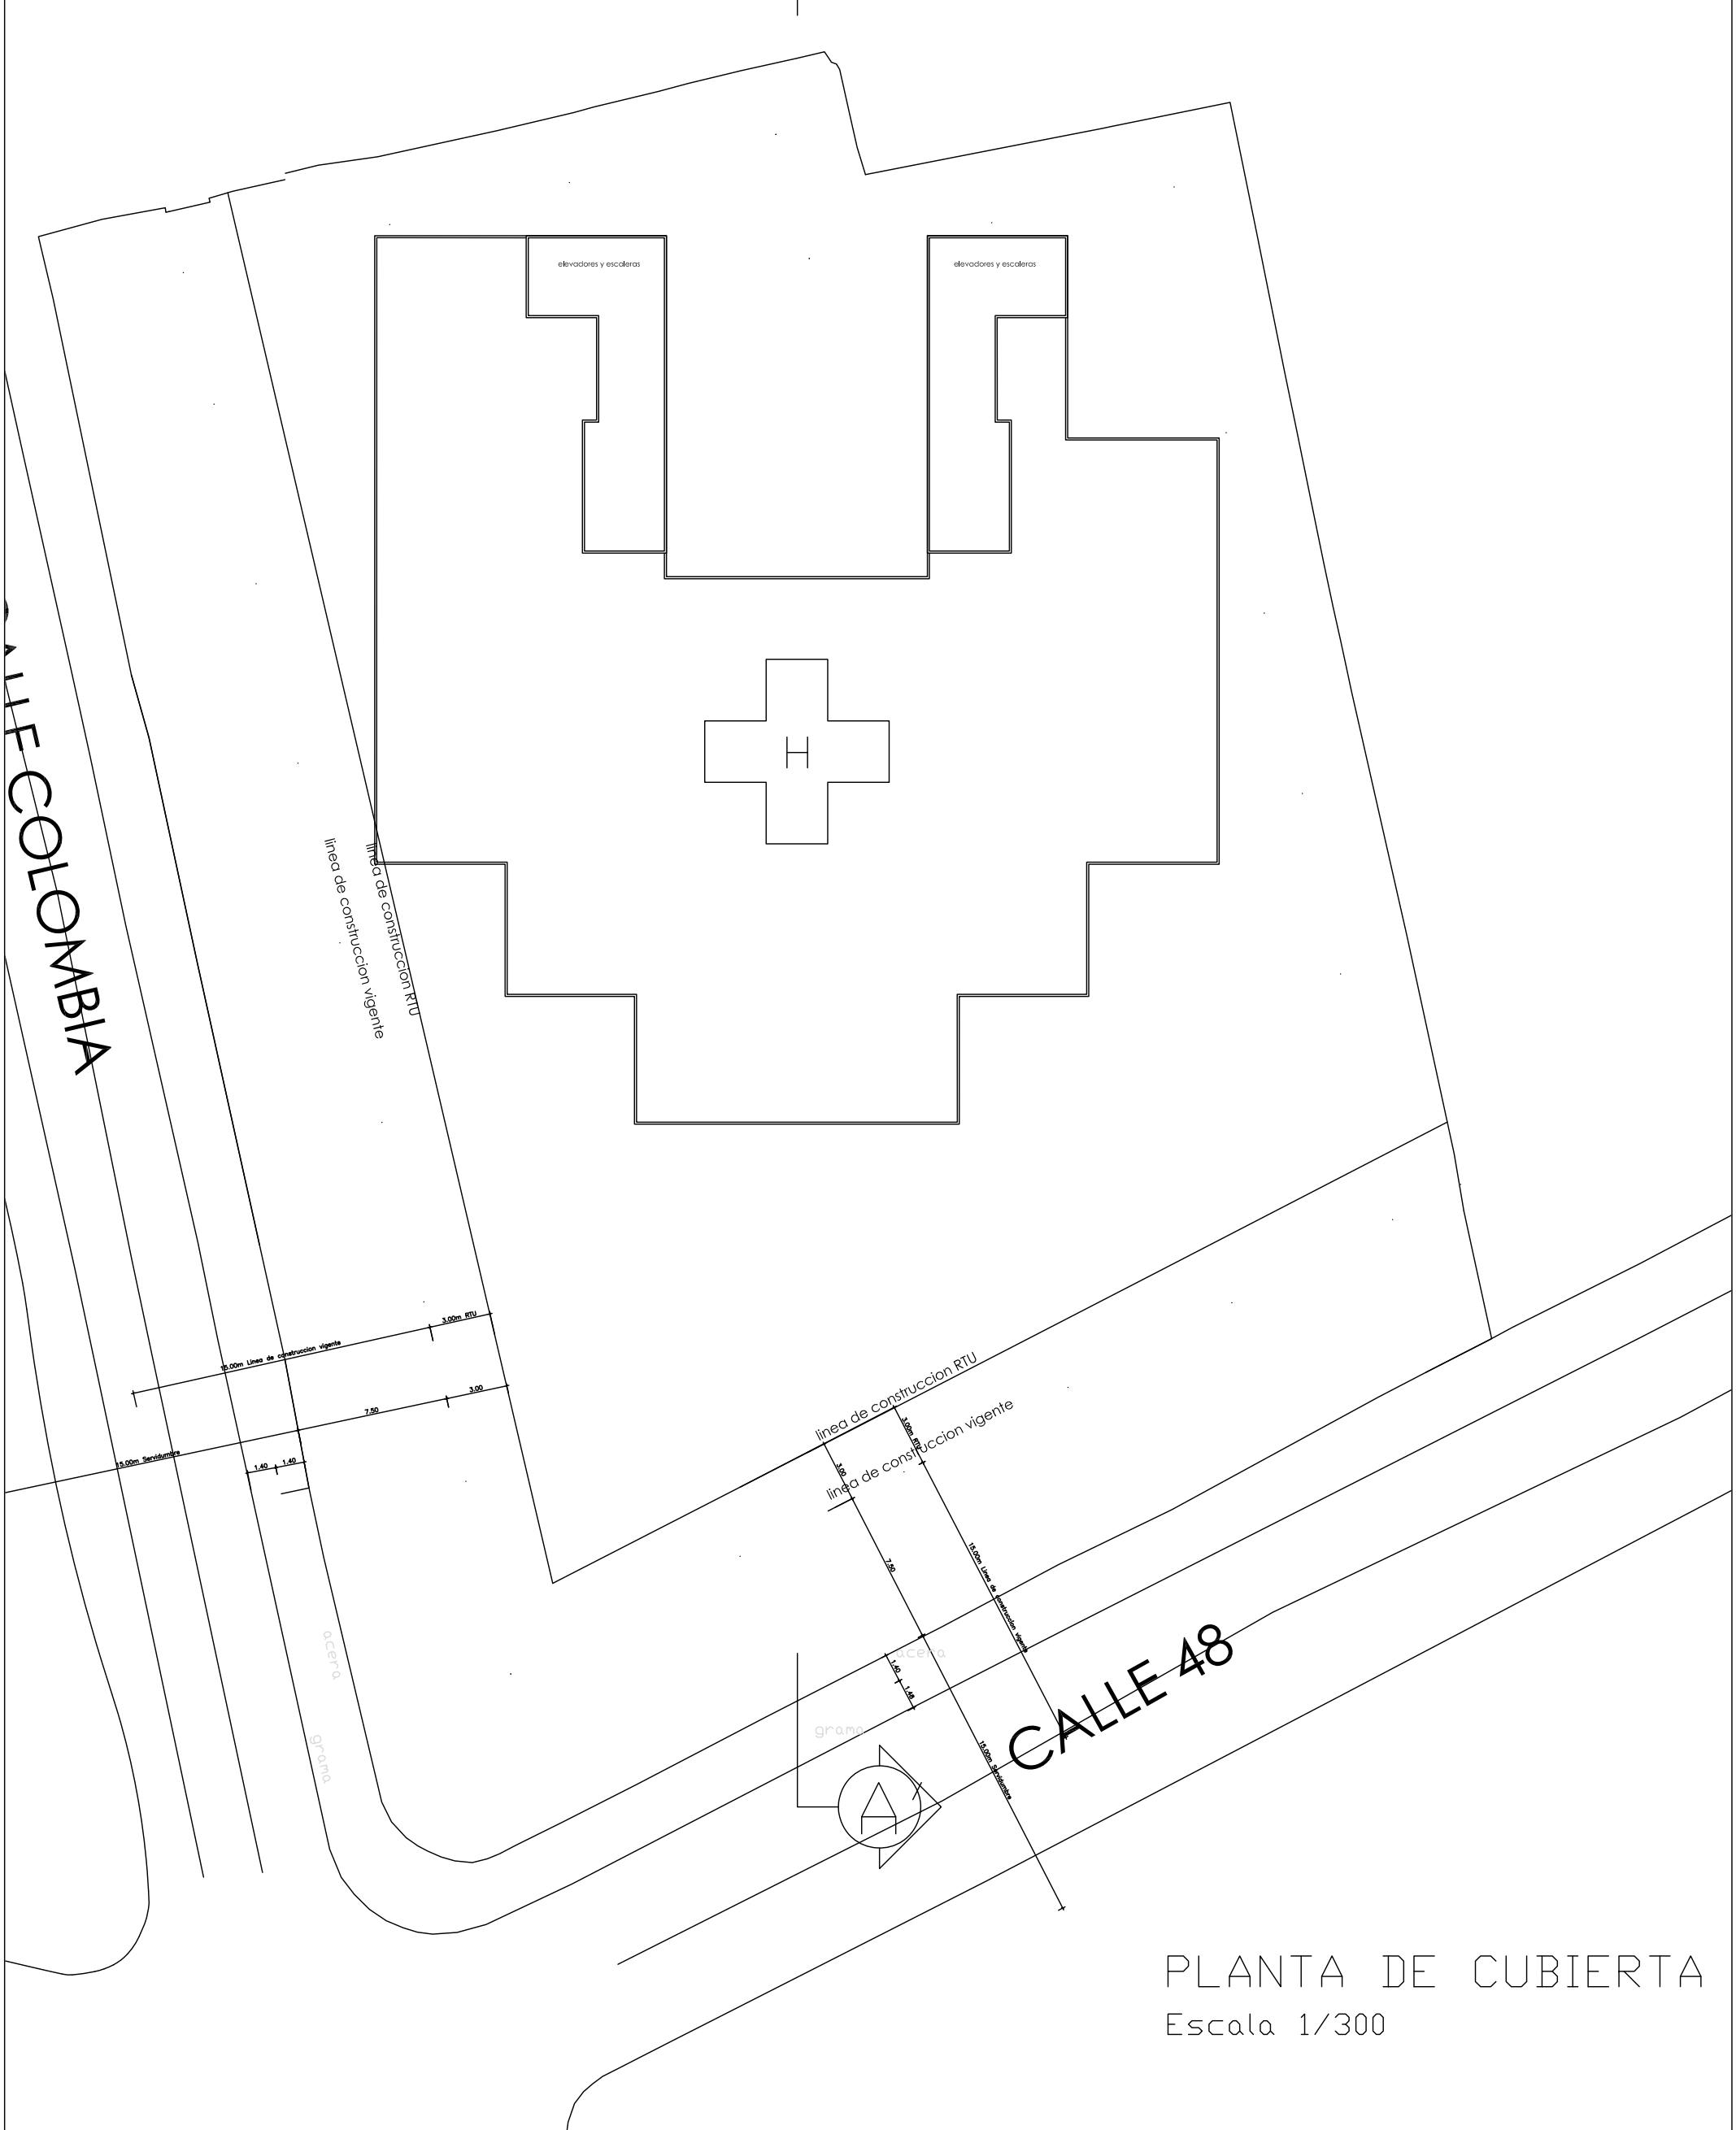 elevadores y escaleras
elevadores y escaleras
H
CALLE COLOMBIA
linea de construccion RTU
linea de construccion vigente
3.00m RTU
15.00m Linea de construccion vigente
3.00
7.50
15.00m Servidumbre
1.40
1.40
linea de construccion RTU
linea de construccion vigente
3.00m RTU
3.00
7.50
15.00m Linea de construccion vigente
acera
acera
1.40
1.48
grama
grama
15.00m Servidumbre
CALLE 48
A
PLANTA DE CUBIERTA
Escala 1/300